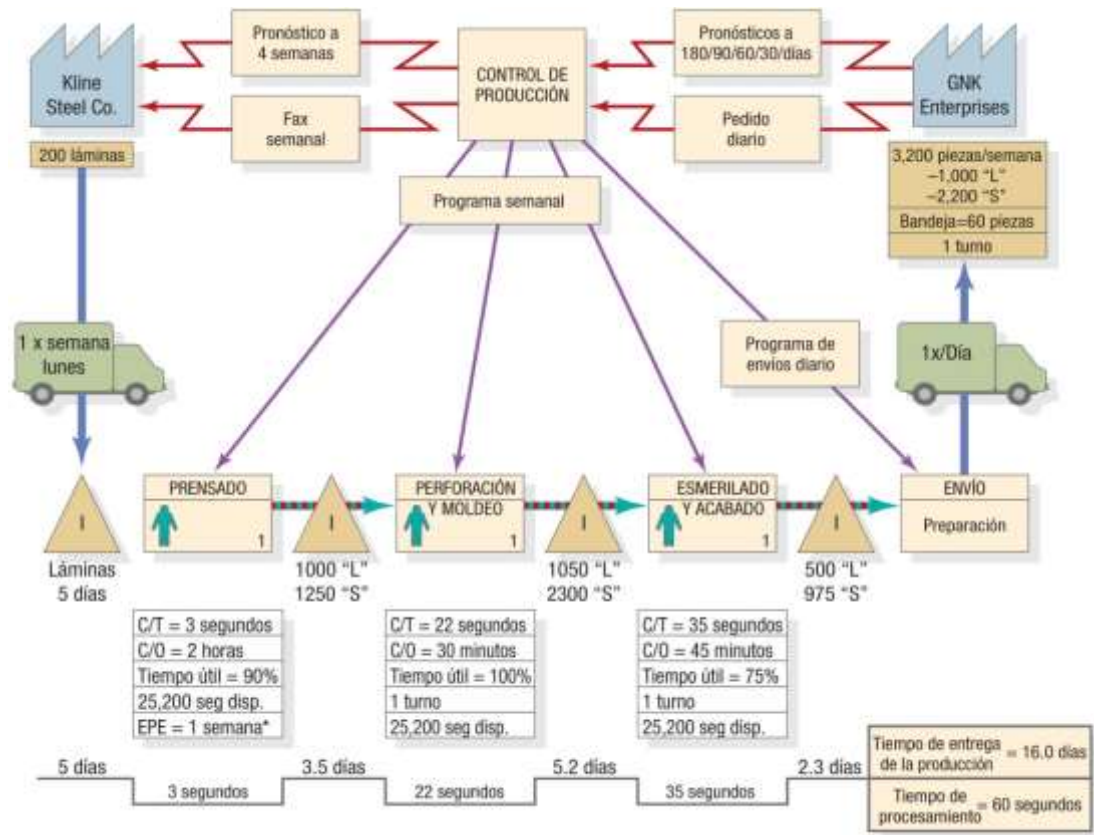 Pronóstico a
4 semanas
Pronósticos a
180/90/60/30/días
Kline
Steel Co.
CONTROL DE
PRODUCCIÓN
GNK
Enterprises
Fax
semanal
Pedido
diario
200 láminas
3,200 piezas/semana
–1,000 “L”
–2,200 “S”
Bandeja=60 piezas
1 turno
Programa semanal
1 x semana
lunes
Programa de
envíos diario
1x/Día
I
Láminas
5 días
PRENSADO
1
I
1000 “L”
1250 “S”
PERFORACIÓN
Y MOLDEO
1
I
1050 “L”
2300 “S”
ESMERILADO
Y ACABADO
1
I
500 “L”
975 “S”
ENVÍO
Preparación
C/T = 3 segundos
C/O = 2 horas
Tiempo útil = 90%
25,200 seg disp.
EPE = 1 semana*
C/T = 22 segundos
C/O = 30 minutos
Tiempo útil = 100%
1 turno
25,200 seg disp.
C/T = 35 segundos
C/O = 45 minutos
Tiempo útil = 75%
1 turno
25,200 seg disp.
5 días
3 segundos
3.5 días
22 segundos
5.2 días
35 segundos
2.3 días
Tiempo de entrega
de la producción = 16.0 días
Tiempo de
procesamiento = 60 segundos